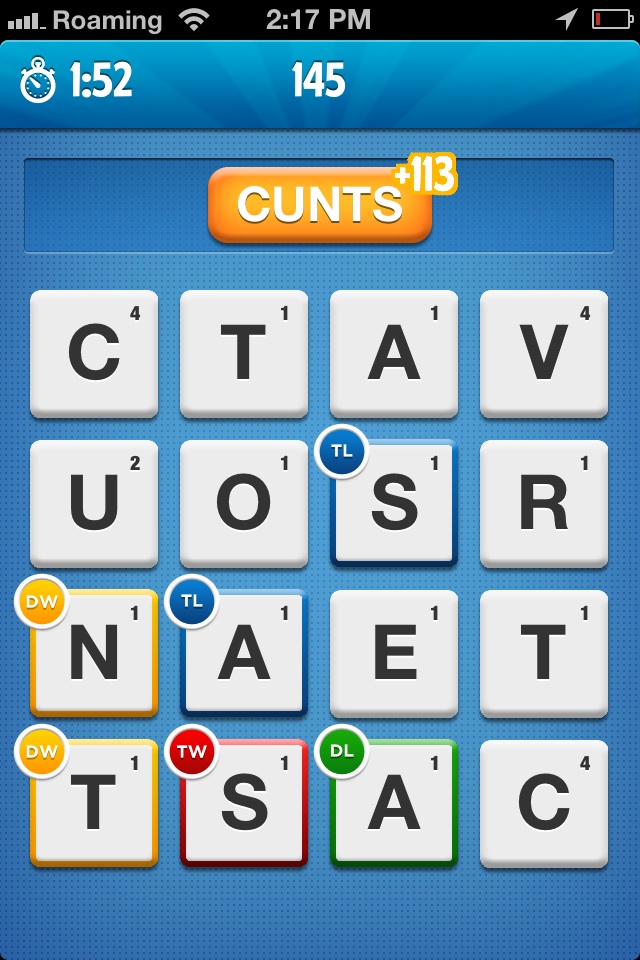 Roaming 2:17 PM
1:52 145
CUNTS +113
C 4 T 1 A 1 V 4
TL
U 2 O 1 S 1 R 1
DW TL
N 1 A 1 E 1 T 1
DW TW DL
T 1 S 1 A 1 C 4